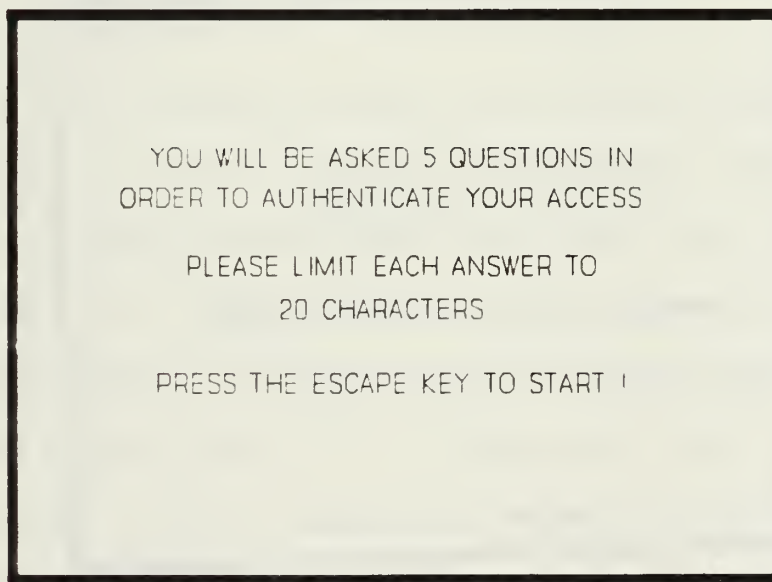 YOU WILL BE ASKED 5 QUESTIONS IN
ORDER TO AUTHENTICATE YOUR ACCESS
PLEASE LIMIT EACH ANSWER TO
20 CHARACTERS
PRESS THE ESCAPE KEY TO START !